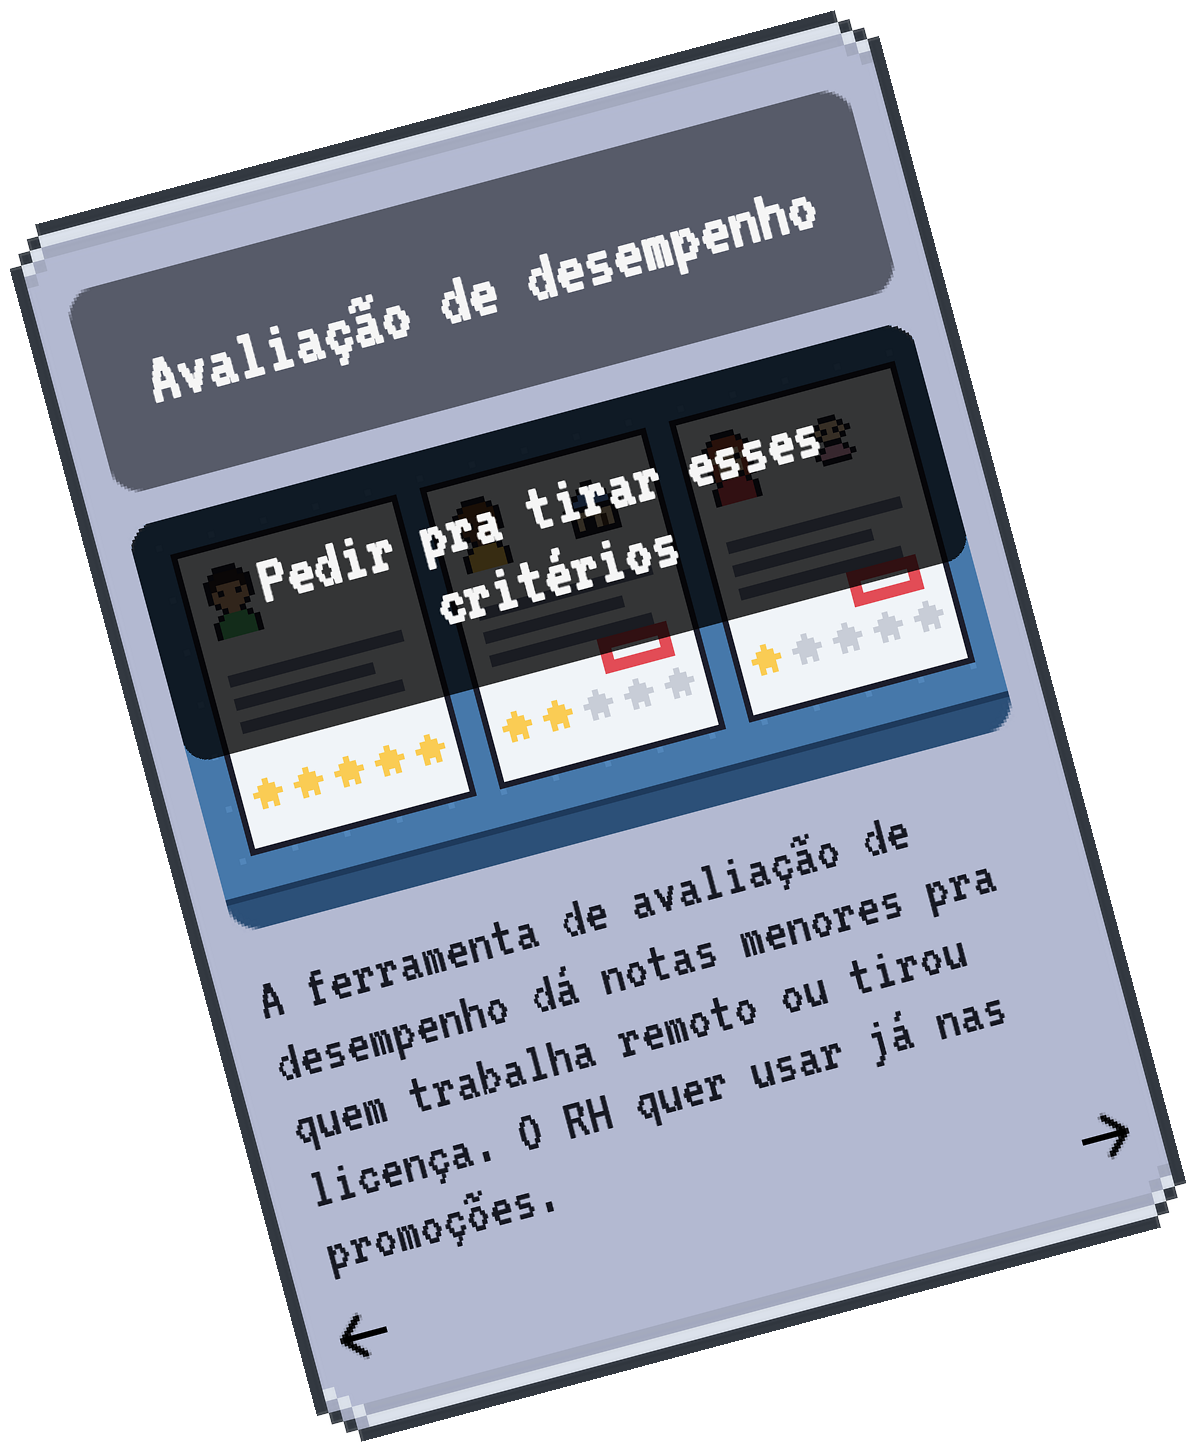 Avaliação de desempenho
Pedir pra tirar esses
critérios
A ferramenta de avaliação de
desempenho dá notas menores pra
quem trabalha remoto ou tirou
licença. O RH quer usar já nas
promoções.